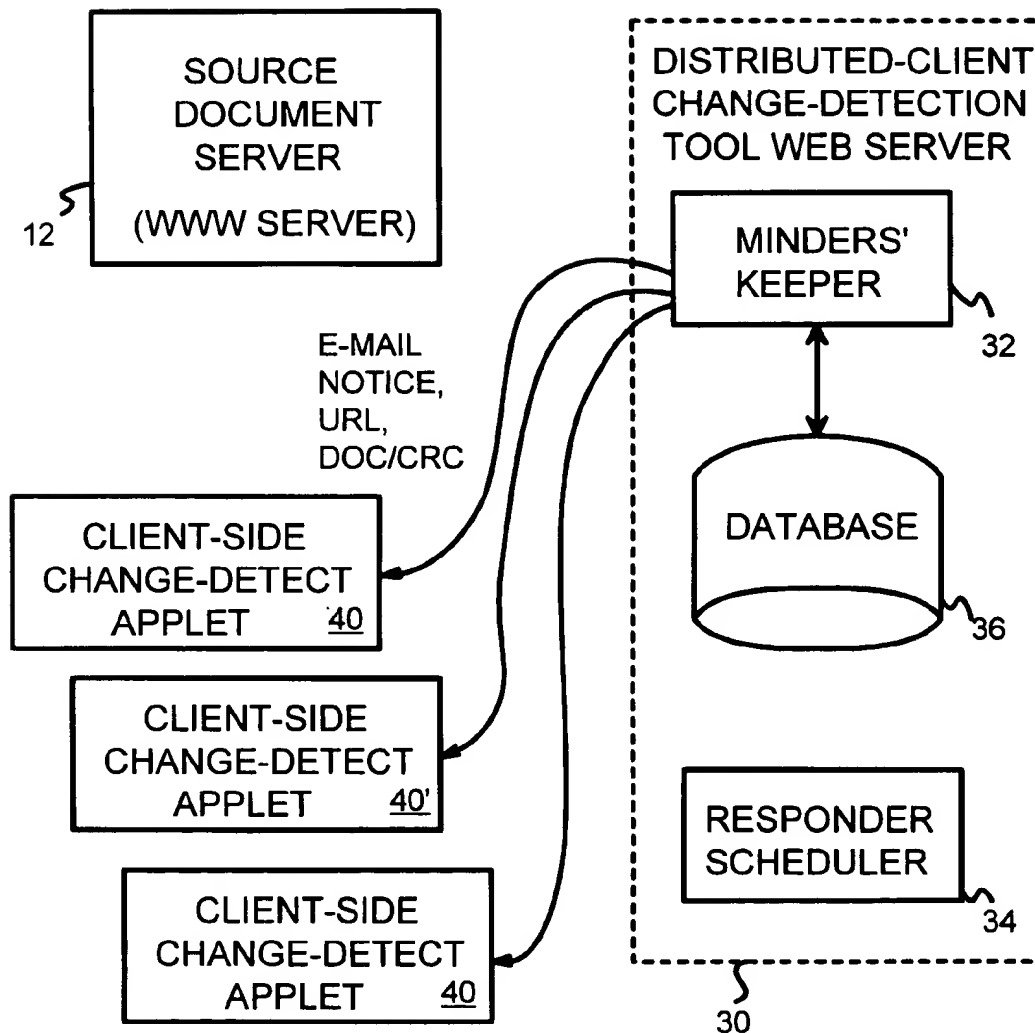 SOURCE
DOCUMENT
SERVER
(WWW SERVER)
12
DISTRIBUTED-CLIENT
CHANGE-DETECTION
TOOL WEB SERVER
MINDERS'
KEEPER
32
E-MAIL
NOTICE,
URL,
DOC/CRC
DATABASE
36
CLIENT-SIDE
CHANGE-DETECT
APPLET 40
CLIENT-SIDE
CHANGE-DETECT
APPLET 40'
CLIENT-SIDE
CHANGE-DETECT
APPLET 40
RESPONDER
SCHEDULER
34
30